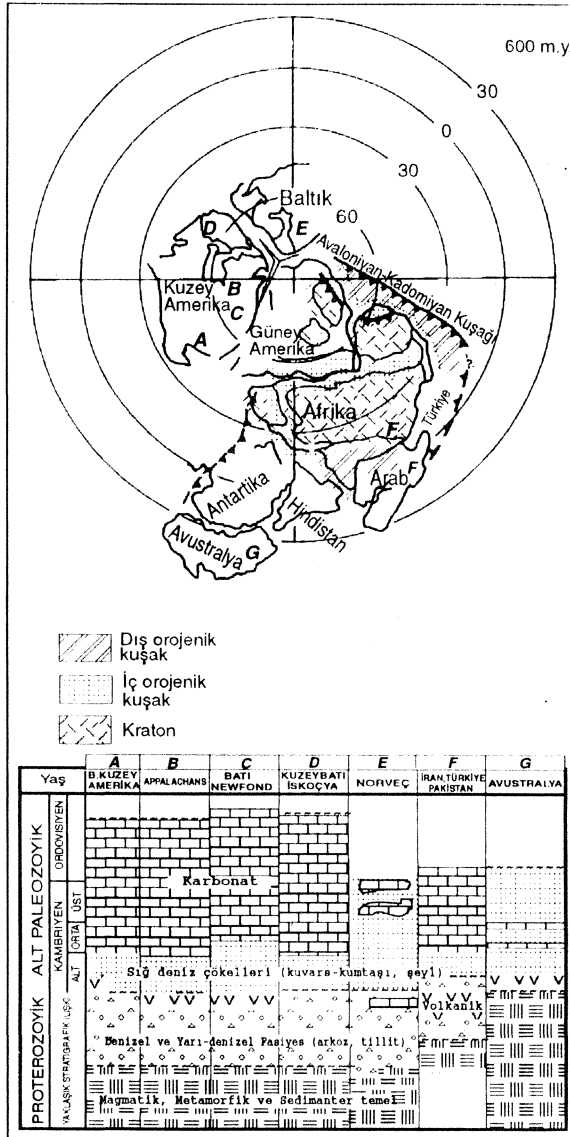 600 m.y
30
0
30
60
Baltık
D
E
Avaloniyan-Kadomiyan Kuşağı
Kuzey
Amerika
B
C
A
Güney
Amerika
Türkiye
Afrika
F
F
Arab
Antartika
Hindistan
Avustralya
G
Dış orojenik
kuşak
İç orojenik
kuşak
Kraton
A B C D E F G
Yaş
B.KUZEY
AMERİKA
APPALACHANS
BATI
NEWFOND
KUZEYBATI
İSKOÇYA
NORVEÇ
İRAN,TÜRKİYE
PAKİSTAN
AVUSTRALYA
PROTEROZOYİK ALT PALEOZOYİK
ORDOVİSİYEN
KAMBRİYEN
ÜST
ORTA
ALT
Karbonat
Sığ deniz çökelleri (kuvars-kumtaşı, şeyl)
Volkanik
Denizel ve Yarı-denizel Fasiyes (arkoz, tillit)
Magmatik, Metamorfik ve Sedimanter temel